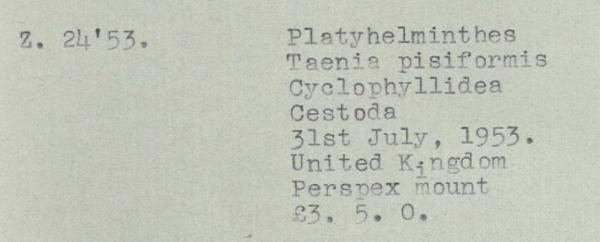 Z. 24'53. Platyhelminthes
Taenia pisiformis
Cyclophyllidea
Cestoda
31st July, 1953.
United Kingdom
Perspex mount
£3. 5. 0.